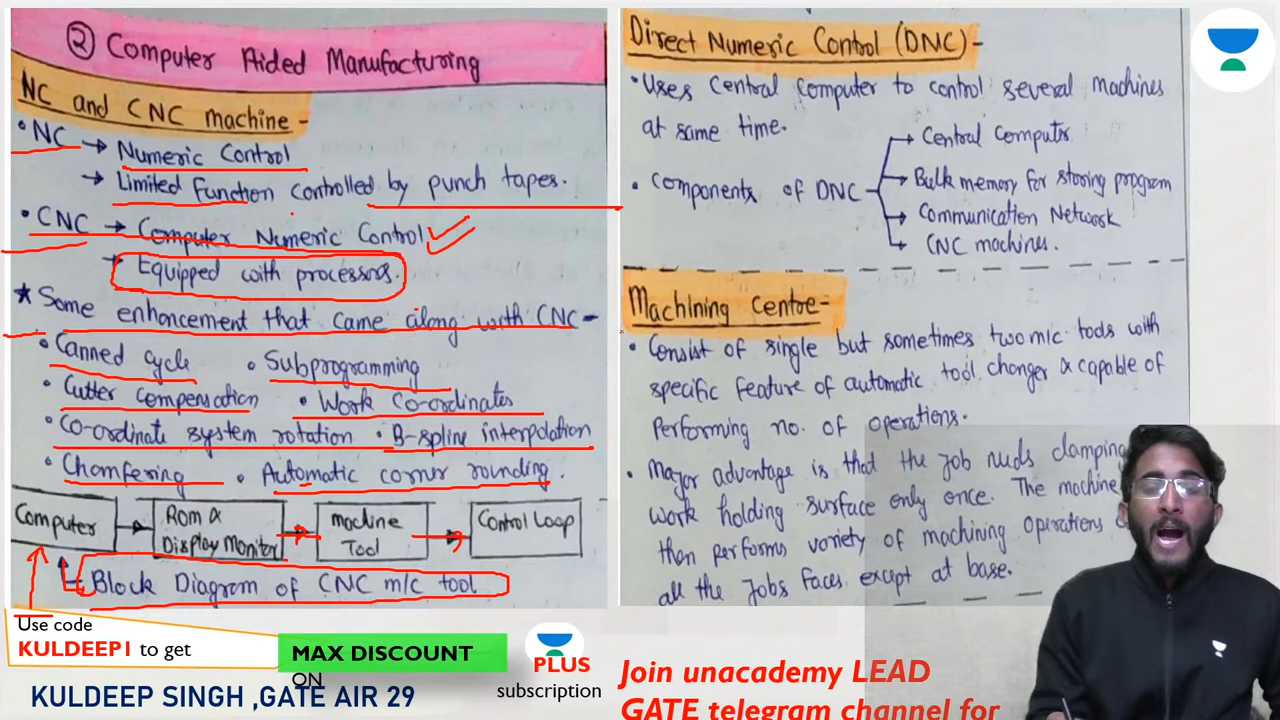 ② Computer Aided Manufacturing
NC and CNC machine -
• NC → Numeric Control
→ Limited Function controlled by punch tapes.
• CNC → Computer Numeric Control
→ Equipped with processors.
★ Some enhancement that came along with CNC -
• Canned cycle • Subprogramming
• Cutter compensation • Work Co-ordinates
• Co-ordinate system rotation • B-spline interpolation
• Chamfering • Automatic corner rounding.
Computer → Rom & Display Monitor → Machine Tool → Control Loop
Block Diagram of CNC m/c tool
Direct Numeric Control (DNC) -
• Uses Central Computer to control several machines
at same time.
• Components of DNC → Central Computer
→ Bulk memory for storing program
→ Communication Network
→ CNC machines.
Machining Centre -
• Consist of single but sometimes two m/c tools with
specific feature of automatic tool changer & capable of
Performing no. of operations.
• Major advantage is that the job needs clamping
work holding surface only once. The machine
then performs variety of machining operations
all the Jobs faces except at base.
Use code
KULDEEP1 to get
MAX DISCOUNT
ON
PLUS
subscription
KULDEEP SINGH ,GATE AIR 29
Join unacademy LEAD
GATE telegram channel for